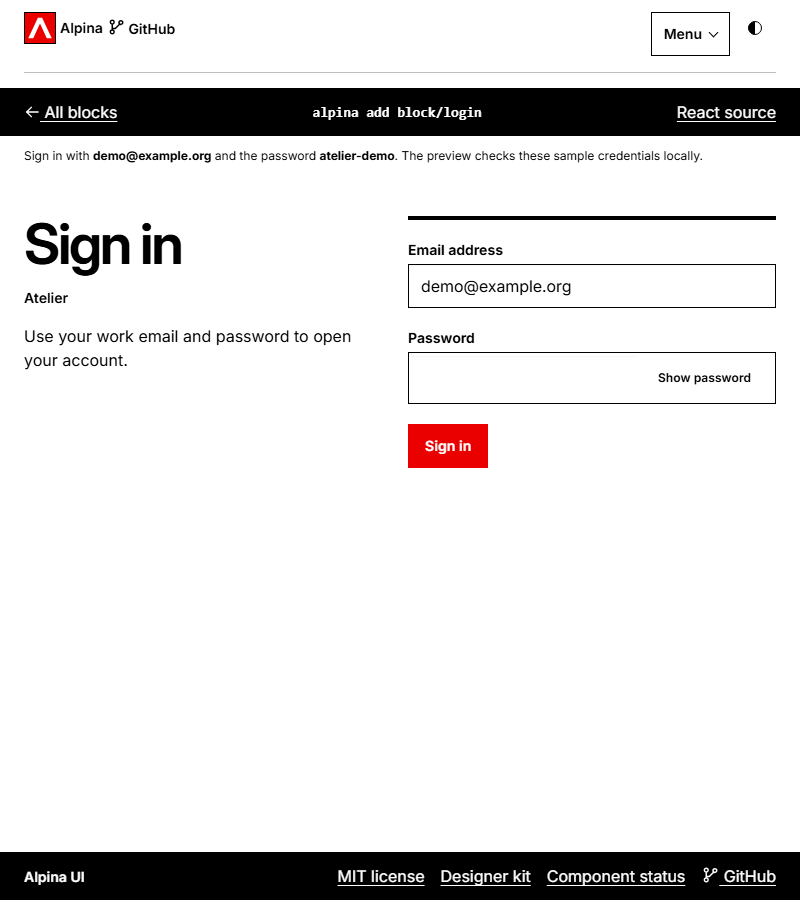 Alpina GitHub
Menu
All blocks
alpina add block/login
React source
Sign in with demo@example.org and the password atelier-demo. The preview checks these sample credentials locally.
Sign in
Atelier
Use your work email and password to open
your account.
Email address
demo@example.org
Password
Show password
Sign in
Alpina UI
MIT license
Designer kit
Component status
GitHub